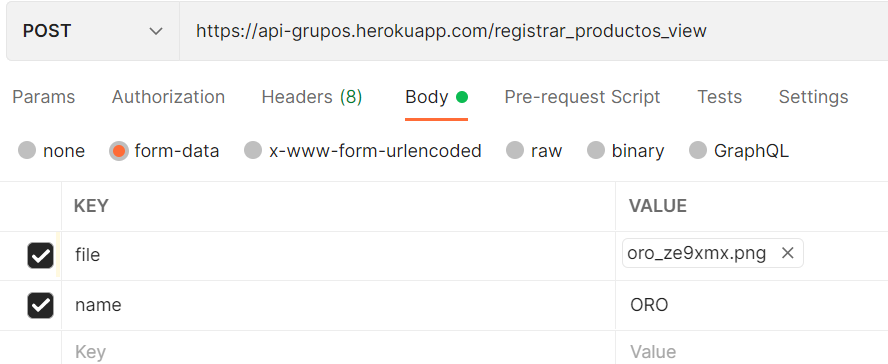 POST https://api-grupos.herokuapp.com/registrar_productos_view
Params Authorization Headers (8) Body Pre-request Script Tests Settings
none form-data x-www-form-urlencoded raw binary GraphQL
KEY VALUE
file oro_ze9xmx.png ×
name ORO
Key Value